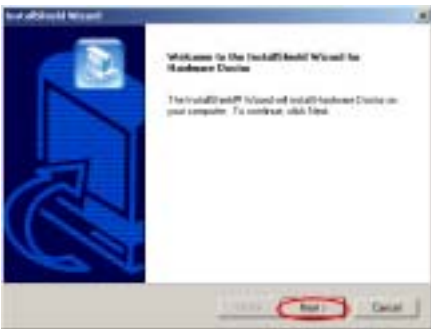 InstallShield Wizard
Welcome to the InstallShield Wizard for
Hardware Doctor
The InstallShield® Wizard will install Hardware Doctor on
your computer. To continue, click Next.
Next >
Cancel